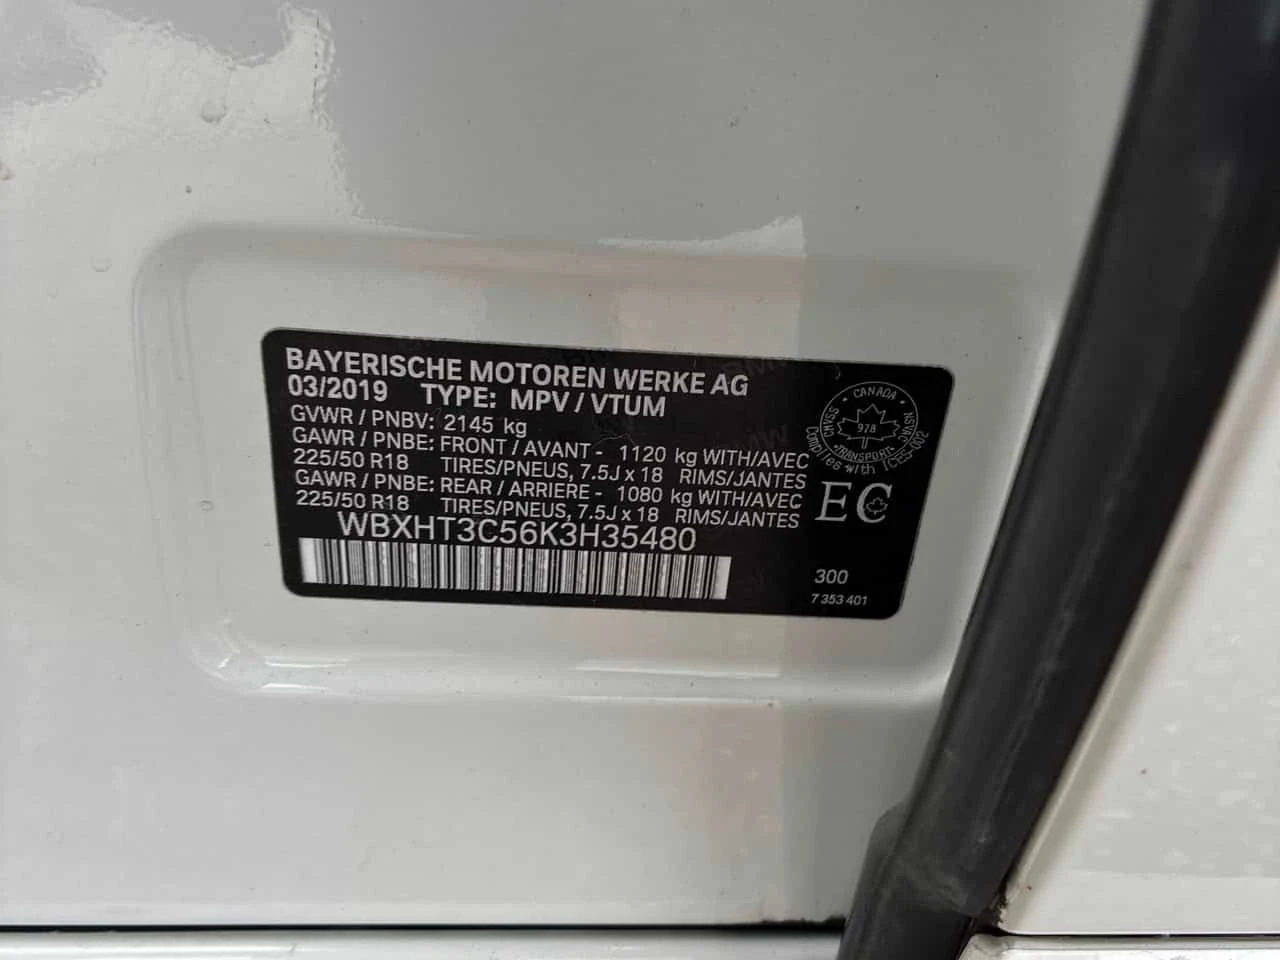 BAYERISCHE MOTOREN WERKE AG
03/2019 TYPE: MPV / VTUM
GVWR / PNBV: 2145 kg
GAWR / PNBE: FRONT / AVANT - 1120 kg WITH/AVEC
225/50 R18 TIRES/PNEUS, 7.5J x 18 RIMS/JANTES
GAWR / PNBE: REAR / ARRIERE - 1080 kg WITH/AVEC
225/50 R18 TIRES/PNEUS, 7.5J x 18 RIMS/JANTES
WBXHT3C56K3H35480
CANADA
CMVSS
NSVAC
978
TRANSPORT
Complies with ICES-002
EC
300
7 353 401